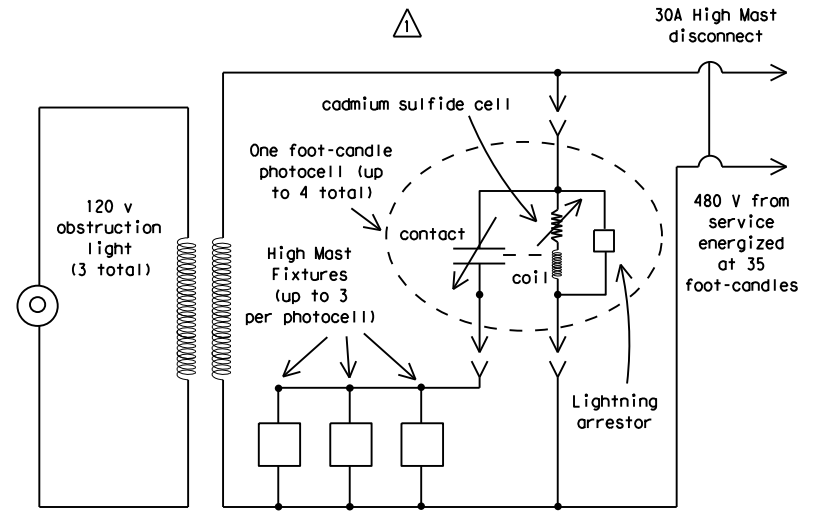 1
30A High Mast
disconnect
cadmium sulfide cell
One foot-candle
photocell (up
to 4 total)
120 v
obstruction
light
(3 total)
contact
480 V from
service
energized
at 35
foot-candles
High Mast
Fixtures
(up to 3
per photocell)
coil
Lightning
arrestor